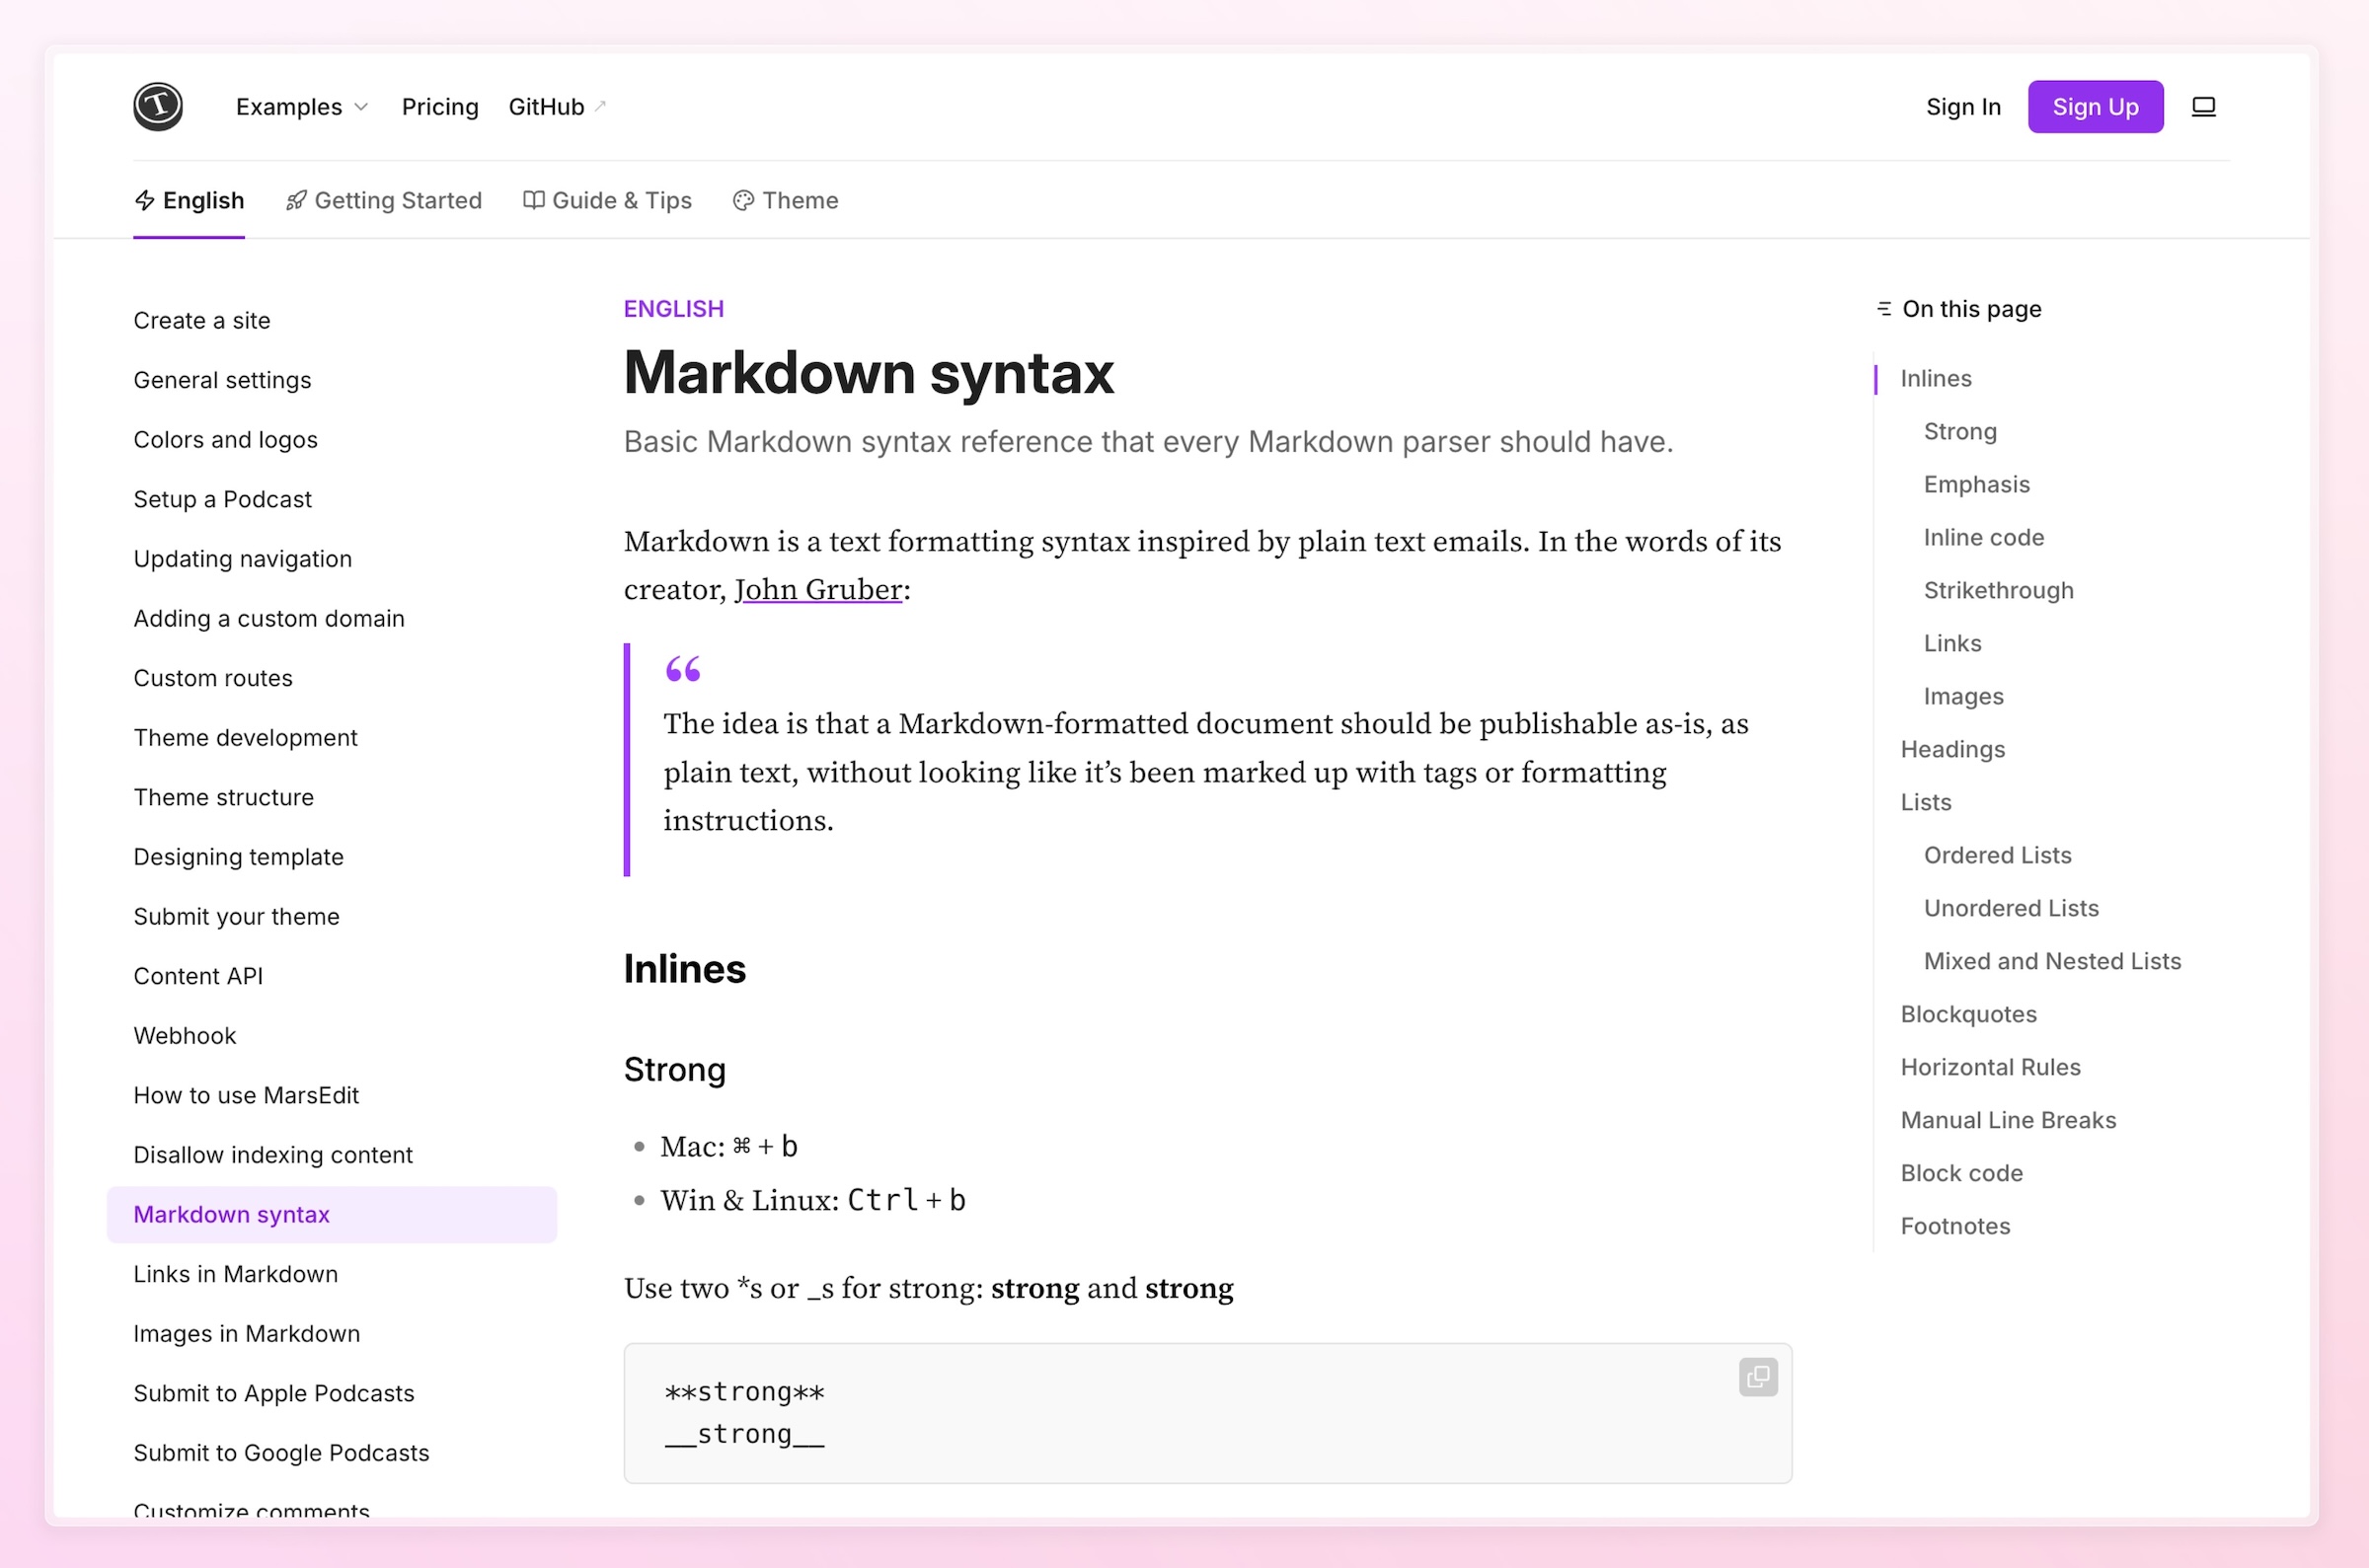 T
Examples
Pricing
GitHub
Sign In
Sign Up
English
Getting Started
Guide & Tips
Theme
Create a site
General settings
Colors and logos
Setup a Podcast
Updating navigation
Adding a custom domain
Custom routes
Theme development
Theme structure
Designing template
Submit your theme
Content API
Webhook
How to use MarsEdit
Disallow indexing content
Markdown syntax
Links in Markdown
Images in Markdown
Submit to Apple Podcasts
Submit to Google Podcasts
Customize comments
ENGLISH
Markdown syntax
Basic Markdown syntax reference that every Markdown parser should have.
Markdown is a text formatting syntax inspired by plain text emails. In the words of its
creator, John Gruber:
“
The idea is that a Markdown-formatted document should be publishable as-is, as
plain text, without looking like it’s been marked up with tags or formatting
instructions.
Inlines
Strong
• Mac: ⌘ + b
• Win & Linux: Ctrl + b
Use two *s or _s for strong: strong and strong
**strong**
__strong__
On this page
Inlines
Strong
Emphasis
Inline code
Strikethrough
Links
Images
Headings
Lists
Ordered Lists
Unordered Lists
Mixed and Nested Lists
Blockquotes
Horizontal Rules
Manual Line Breaks
Block code
Footnotes